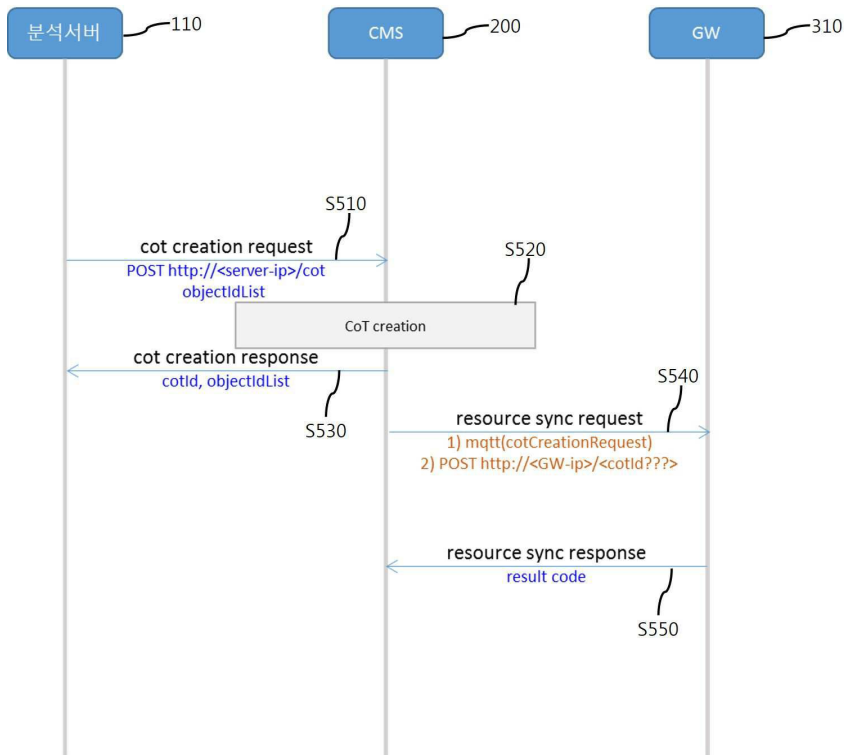 분석서버
110
CMS
200
GW
310
S510
cot creation request
POST http://<server-ip>/cot
objectIdList
S520
CoT creation
cot creation response
cotId, objectIdList
S530
S540
resource sync request
1) mqtt(cotCreationRequest)
2) POST http://<GW-ip>/<cotId???>
resource sync response
result code
S550